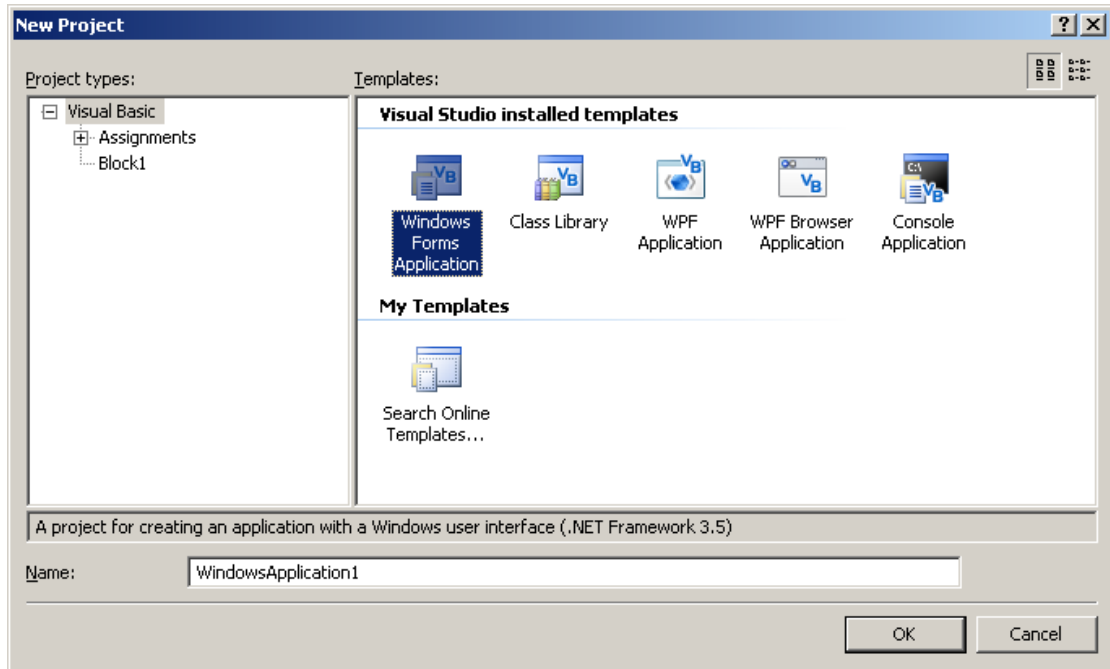 New Project
Project types:
Templates:
Visual Basic
Assignments
Block1
Visual Studio installed templates
Windows
Forms
Application
Class Library
WPF
Application
WPF Browser
Application
Console
Application
My Templates
Search Online
Templates...
A project for creating an application with a Windows user interface (.NET Framework 3.5)
Name:
WindowsApplication1
OK
Cancel